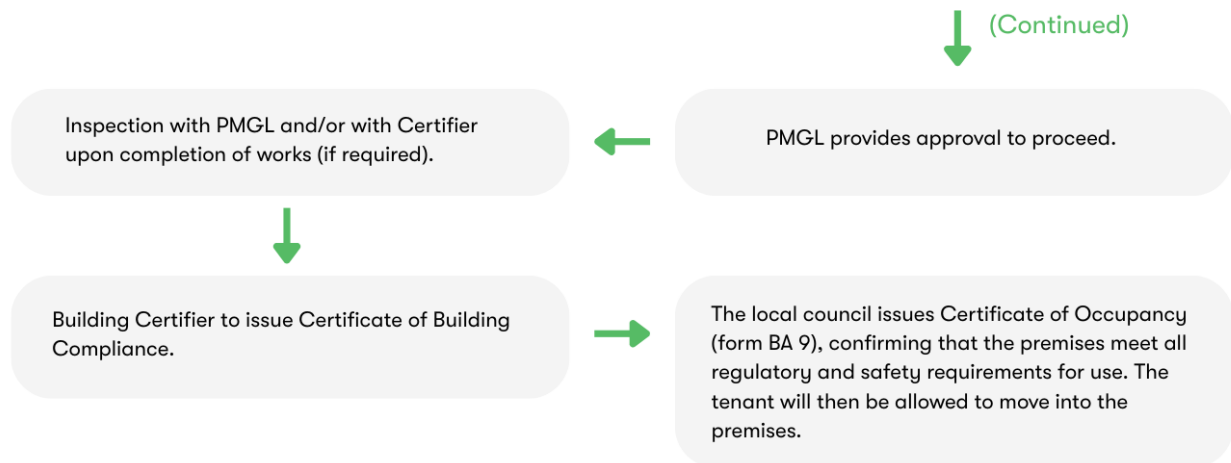 (Continued)
PMGL provides approval to proceed.
Inspection with PMGL and/or with Certifier
upon completion of works (if required).
Building Certifier to issue Certificate of Building
Compliance.
The local council issues Certificate of Occupancy
(form BA 9), confirming that the premises meet all
regulatory and safety requirements for use. The
tenant will then be allowed to move into the
premises.